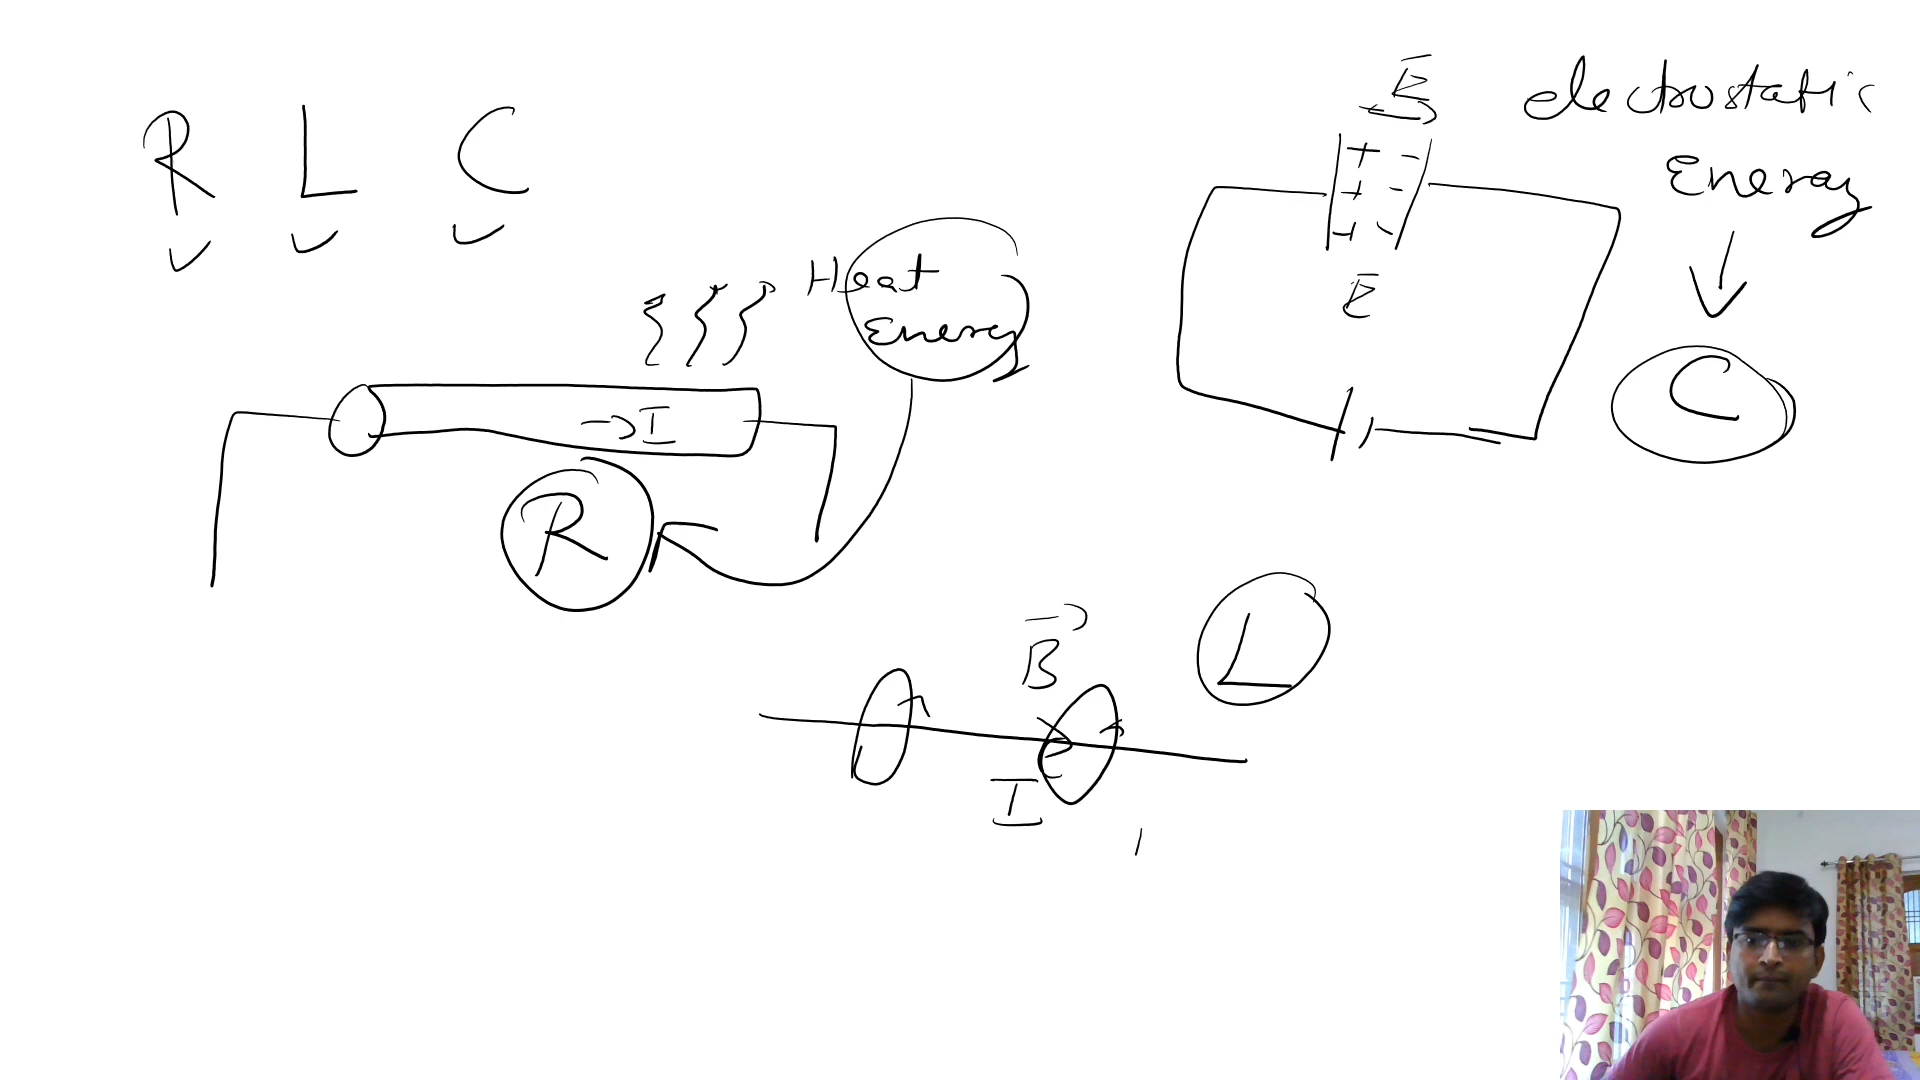 R L C
Heat
Energy
→I
R
E
electrostatic
Energy
+ -
+ -
+ -
E
C
B
I
L